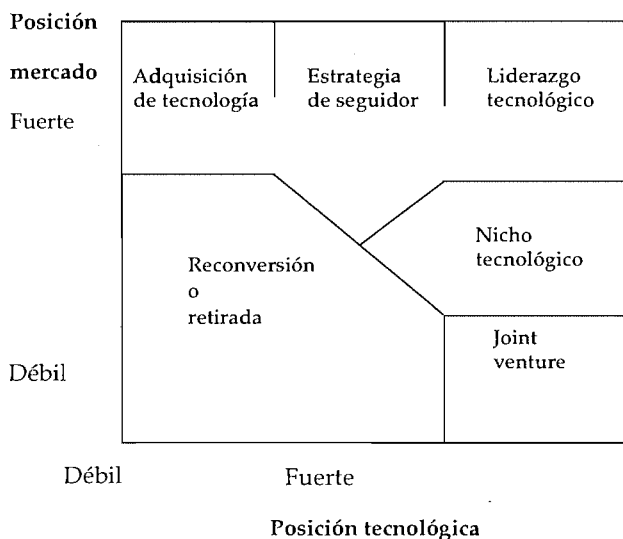 Posición
mercado
Fuerte
Adquisición
de tecnología
Estrategia
de seguidor
Liderazgo
tecnológico
Reconversión
o
retirada
Nicho
tecnológico
Joint
venture
Débil
Débil
Fuerte
Posición tecnológica